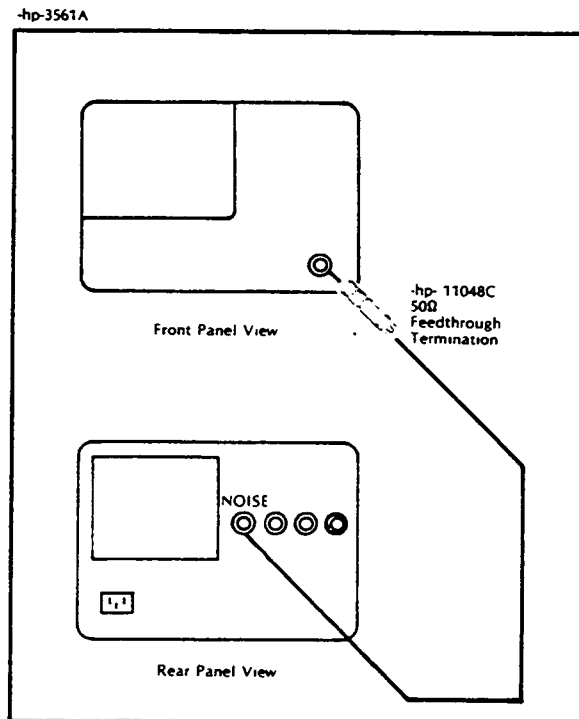 -hp-3561A
-hp- 11048C
50Ω
Feedthrough
Termination
Front Panel View
NOISE
Rear Panel View